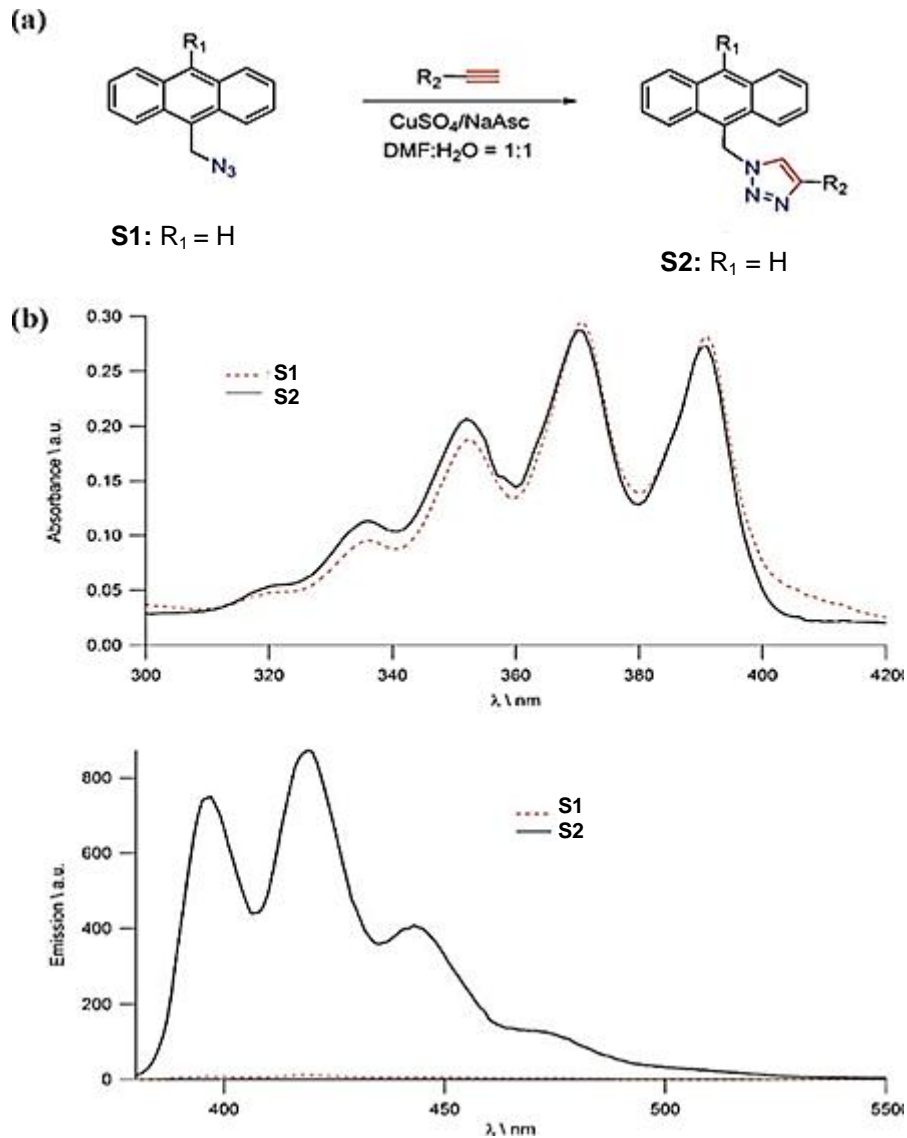 (a)
R1
R1
R2
CuSO4/NaAsc
DMF:H2O = 1:1
N3
N
N=N
R2
S1: R1 = H
S2: R1 = H
(b)
0.30
0.25
0.20
0.15
0.10
0.05
0.00
Absorbance \ a.u.
S1
S2
300
320
340
360
380
400
4200
λ \ nm
800
600
400
200
0
Emission \ a.u.
S1
S2
400
450
500
5500
λ \ nm